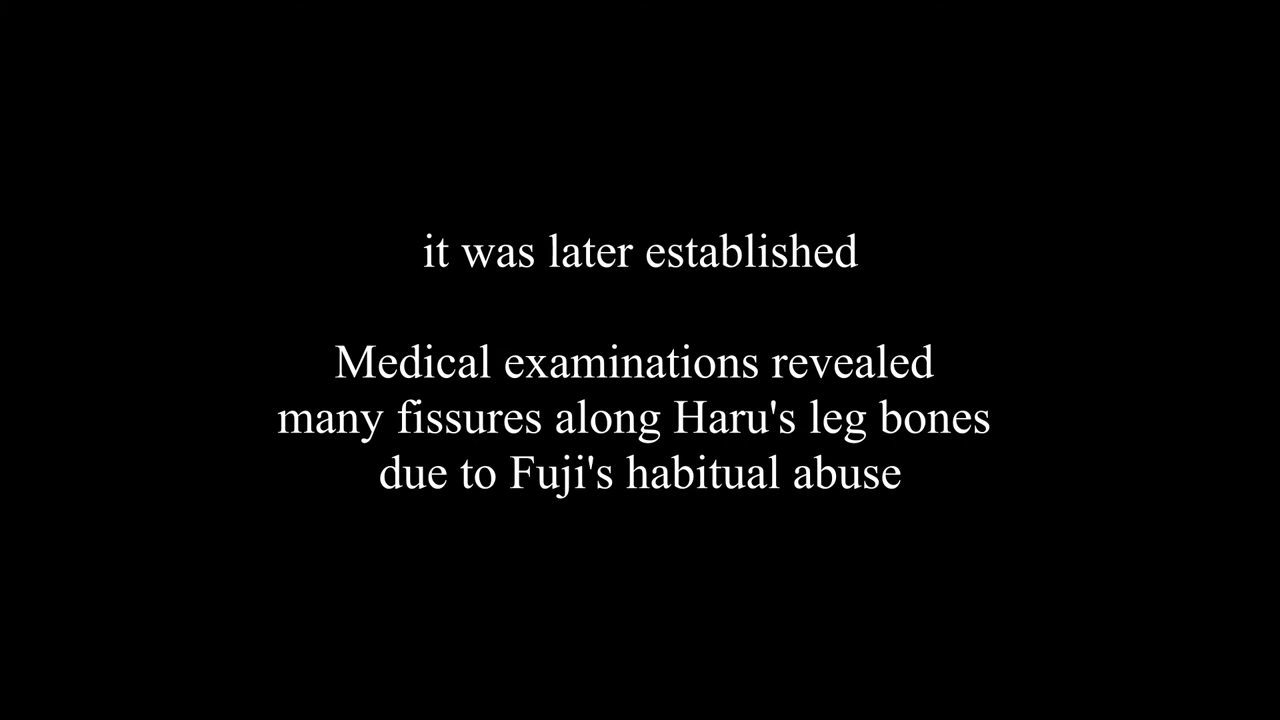 it was later established
Medical examinations revealed
many fissures along Haru's leg bones
due to Fuji's habitual abuse